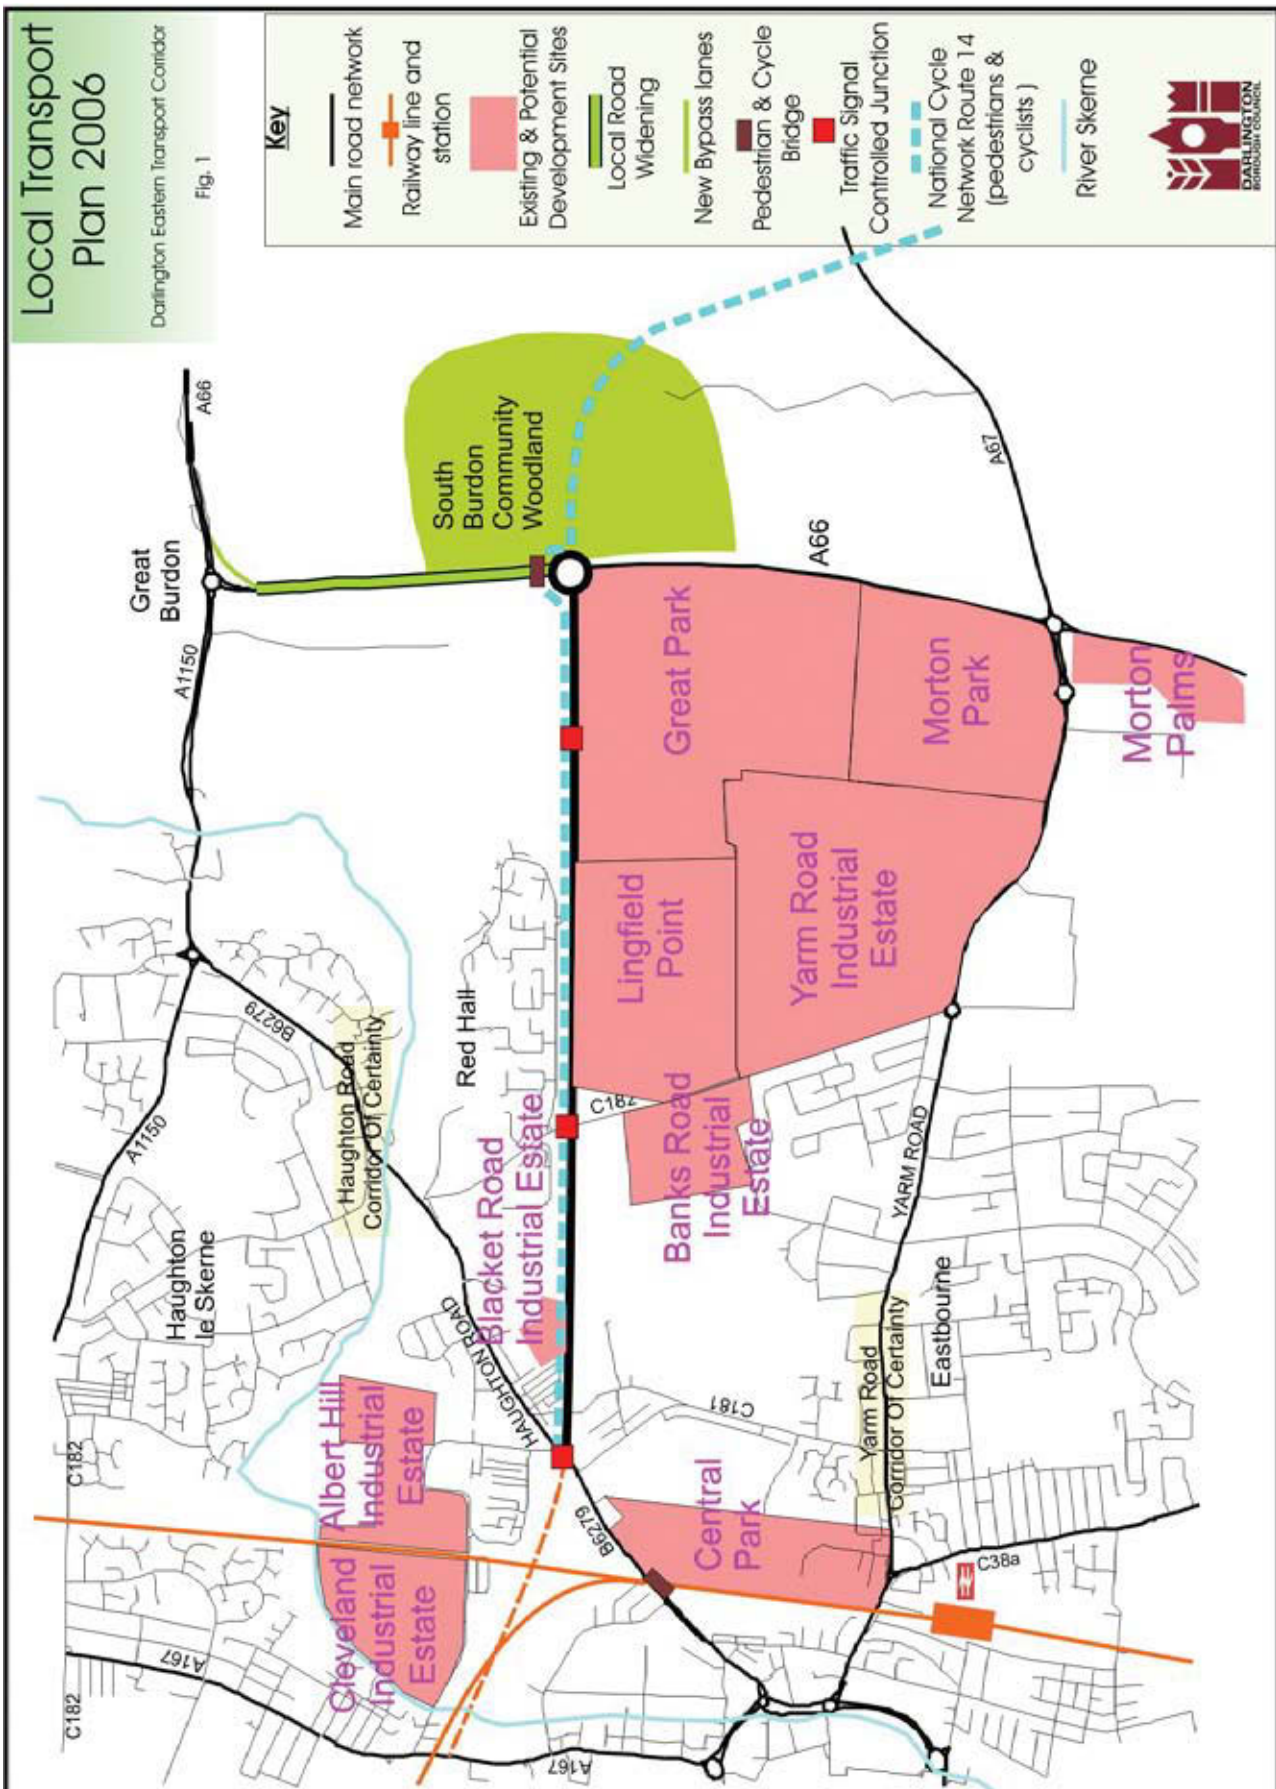 Local Transport
Plan 2006
Darlington Eastern Transport Corridor
Fig. 1
Key
Main road network
Railway line and
station
Existing & Potential
Development Sites
Local Road
Widening
New Bypass lanes
Pedestrian & Cycle
Bridge
Traffic Signal
Controlled Junction
National Cycle
Network Route 14
(pedestrians &
cyclists )
River Skerne
DARLINGTON
BOROUGH COUNCIL
A66
Great
Burdon
A1150
South
Burdon
Community
Woodland
A66
A67
Great Park
Morton
Park
Morton
Palms
Lingfield
Point
Yarm Road
Industrial
Estate
B6279
A1150
Haughton Road
Corridor Of Certainty
Red Hall
C182
Banks Road
Industrial
Estate
YARM ROAD
Haughton
le Skerne
Blacket Road
Industrial Estate
HAUGHTON ROAD
Yarm Road
Corridor Of Certainty
Eastbourne
C181
C182
Albert Hill
Industrial
Estate
B6279
Central
Park
C38a
Cleveland
Industrial
Estate
A167
C182
A167